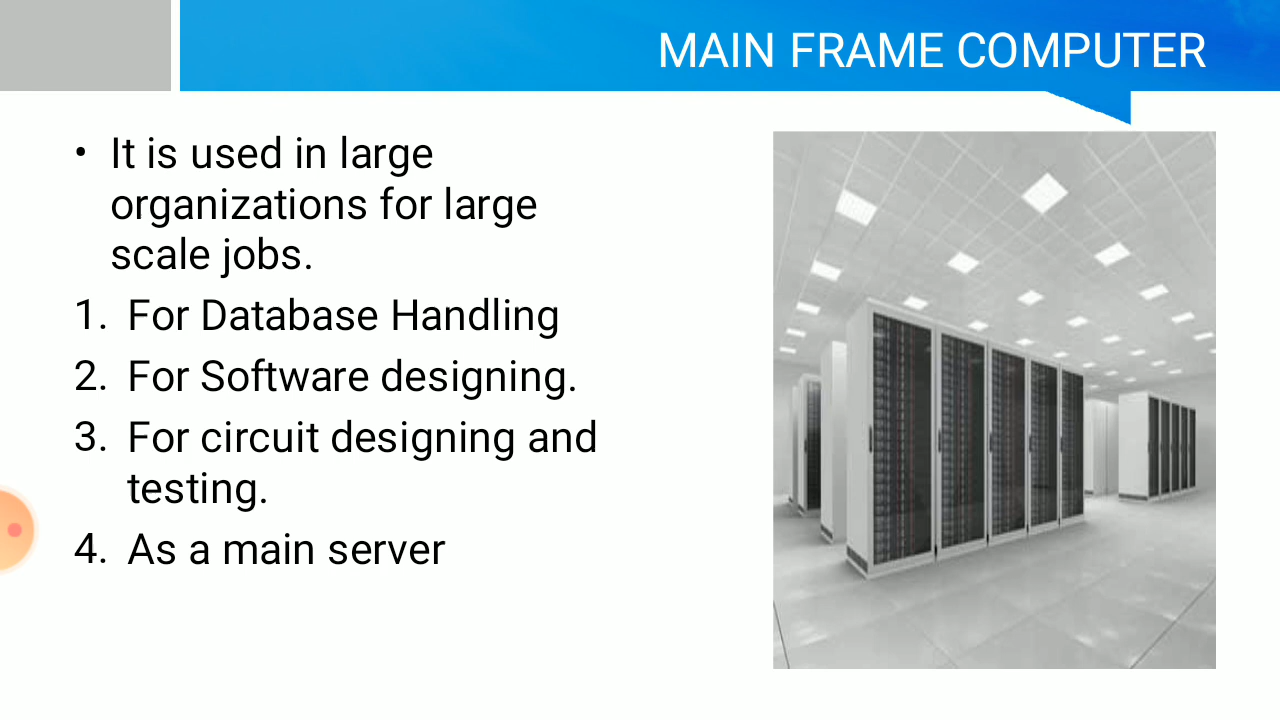 MAIN FRAME COMPUTER
• It is used in large
organizations for large
scale jobs.
1. For Database Handling
2. For Software designing.
3. For circuit designing and
testing.
4. As a main server